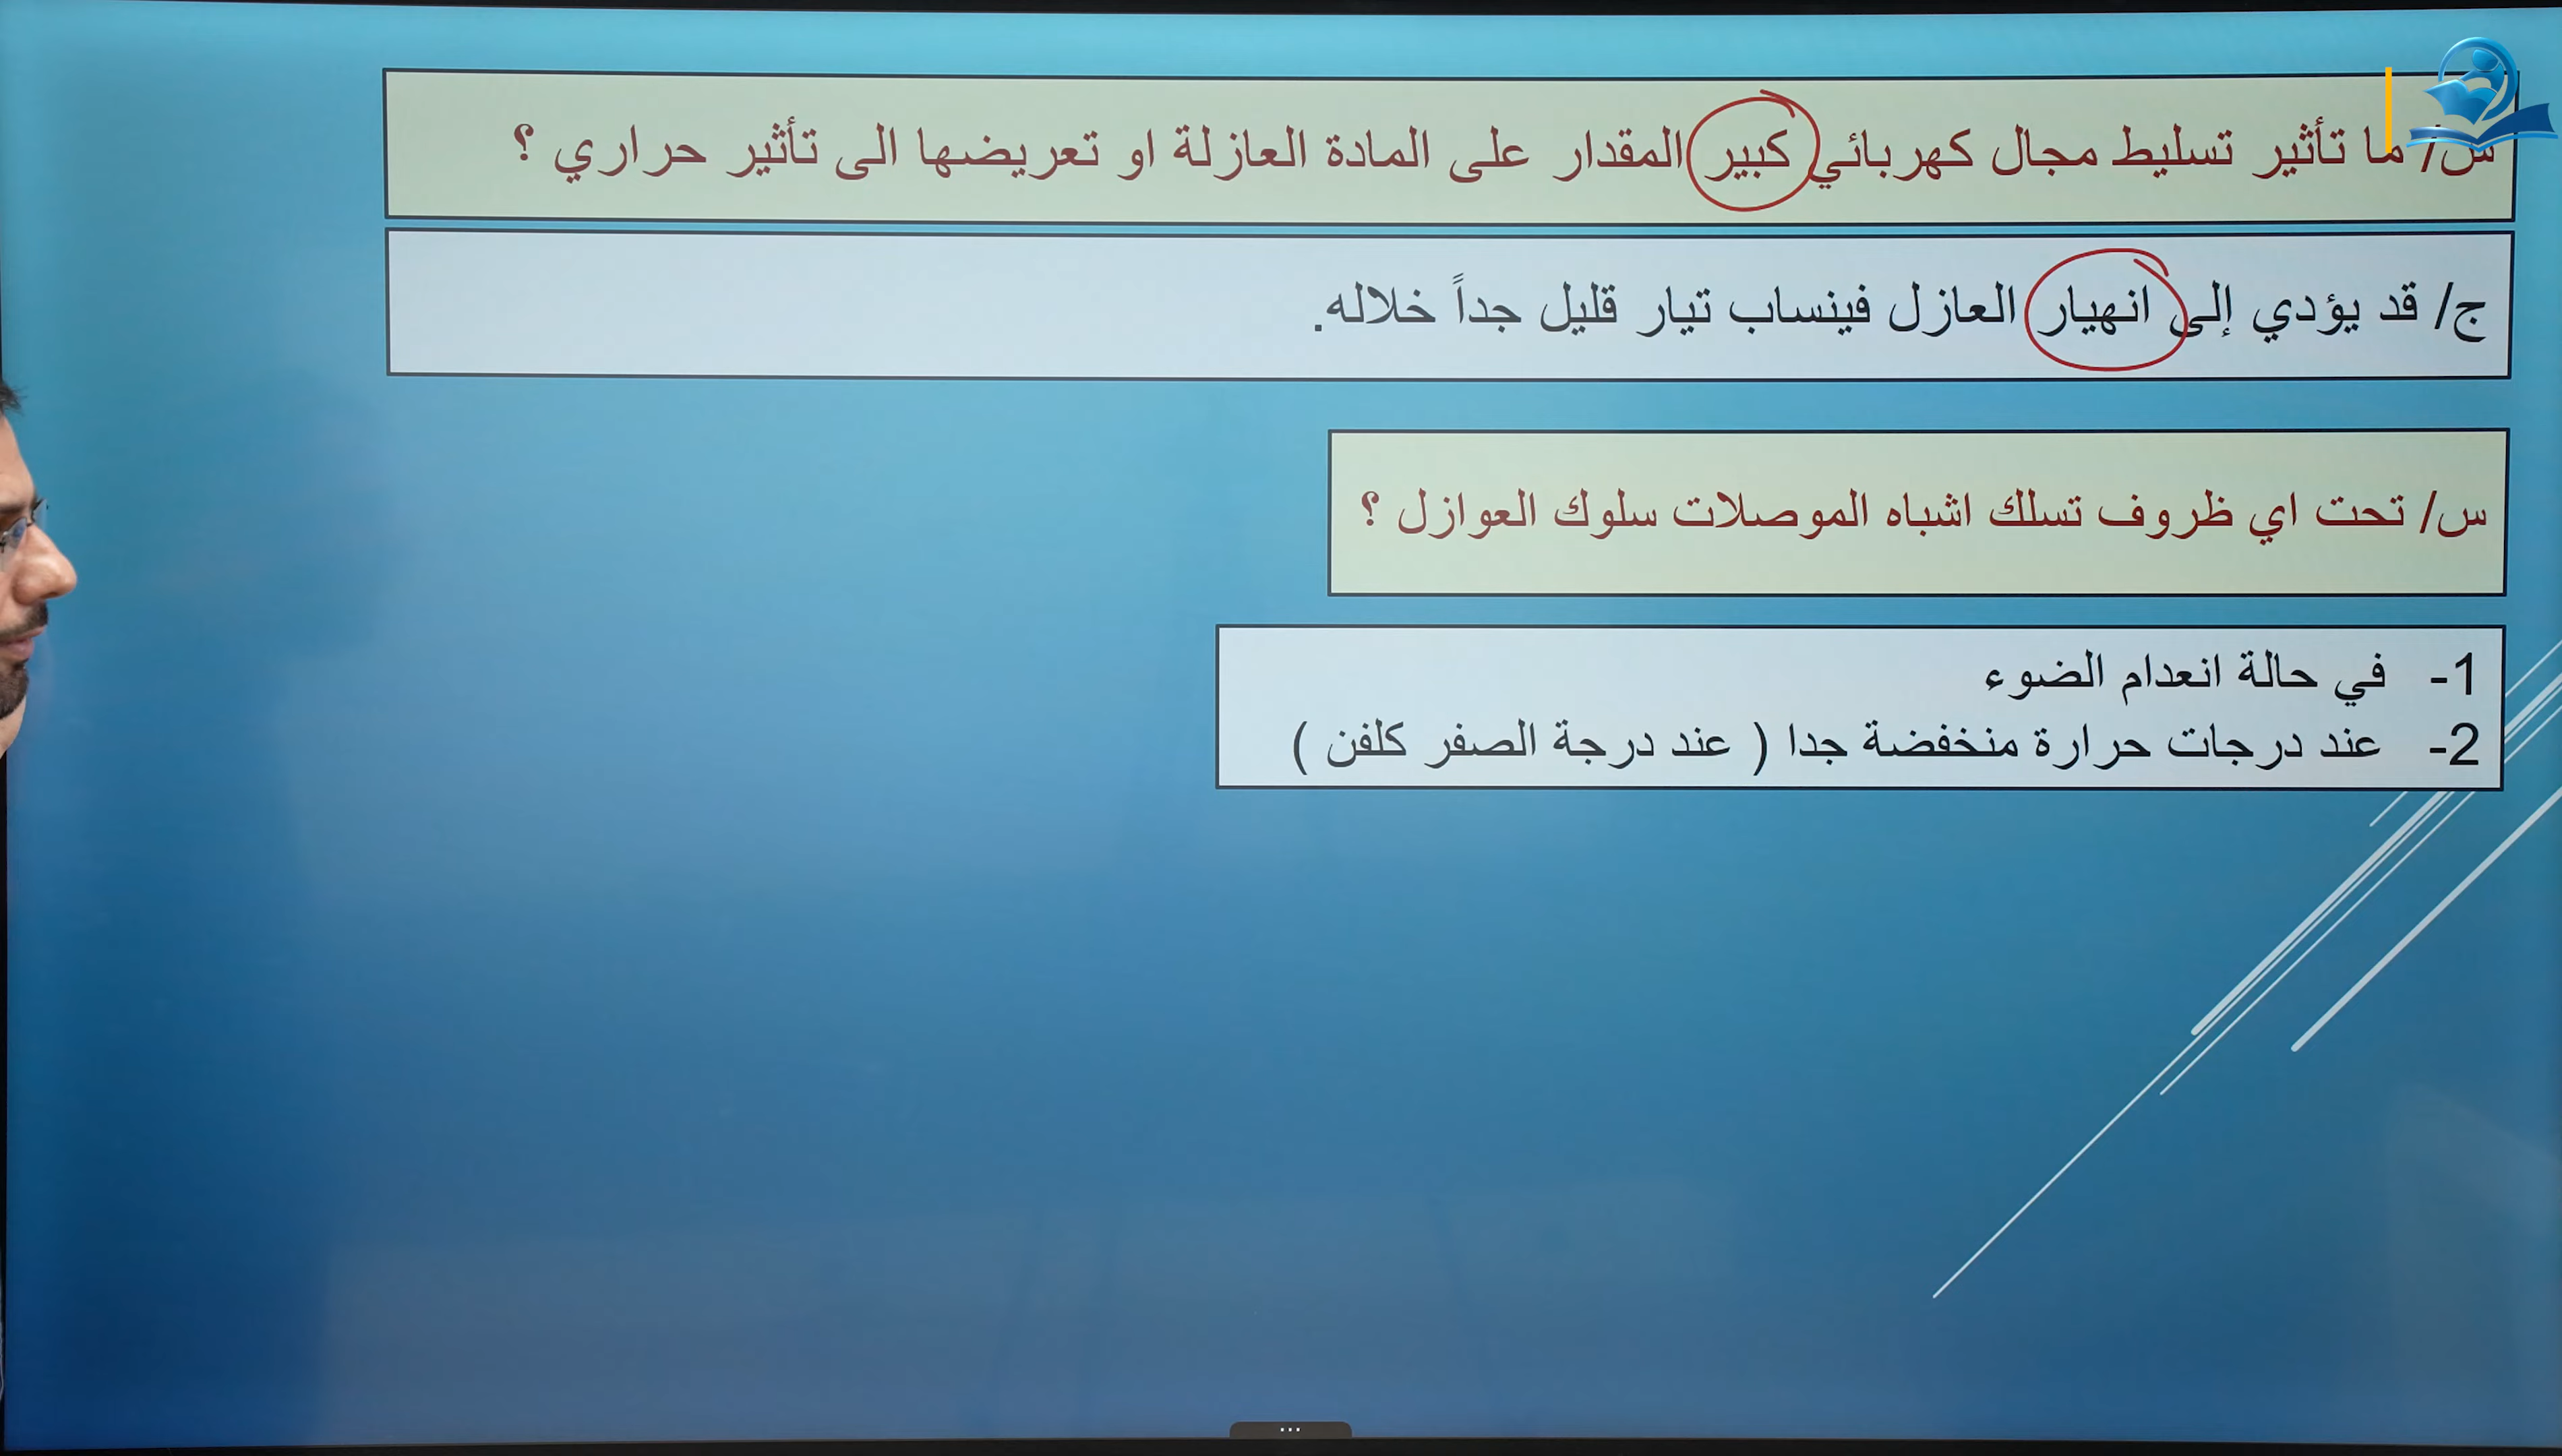 س/ ما تأثير تسليط مجال كهربائي كبير المقدار على المادة العازلة او تعريضها الى تأثير حراري ؟
ج/ قد يؤدي إلى انهيار العازل فينساب تيار قليل جداً خلاله.
س/ تحت اي ظروف تسلك اشباه الموصلات سلوك العوازل ؟
1- في حالة انعدام الضوء
2- عند درجات حرارة منخفضة جدا ( عند درجة الصفر كلفن )